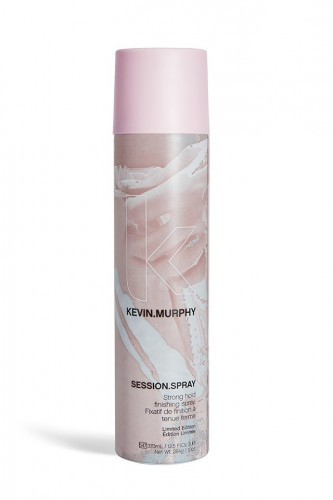 k
KEVIN.MURPHY
SESSION.SPRAY
Strong hold
finishing spray
Fixatif de finition à
tenue ferme
Limited Edition
Édition Limitée